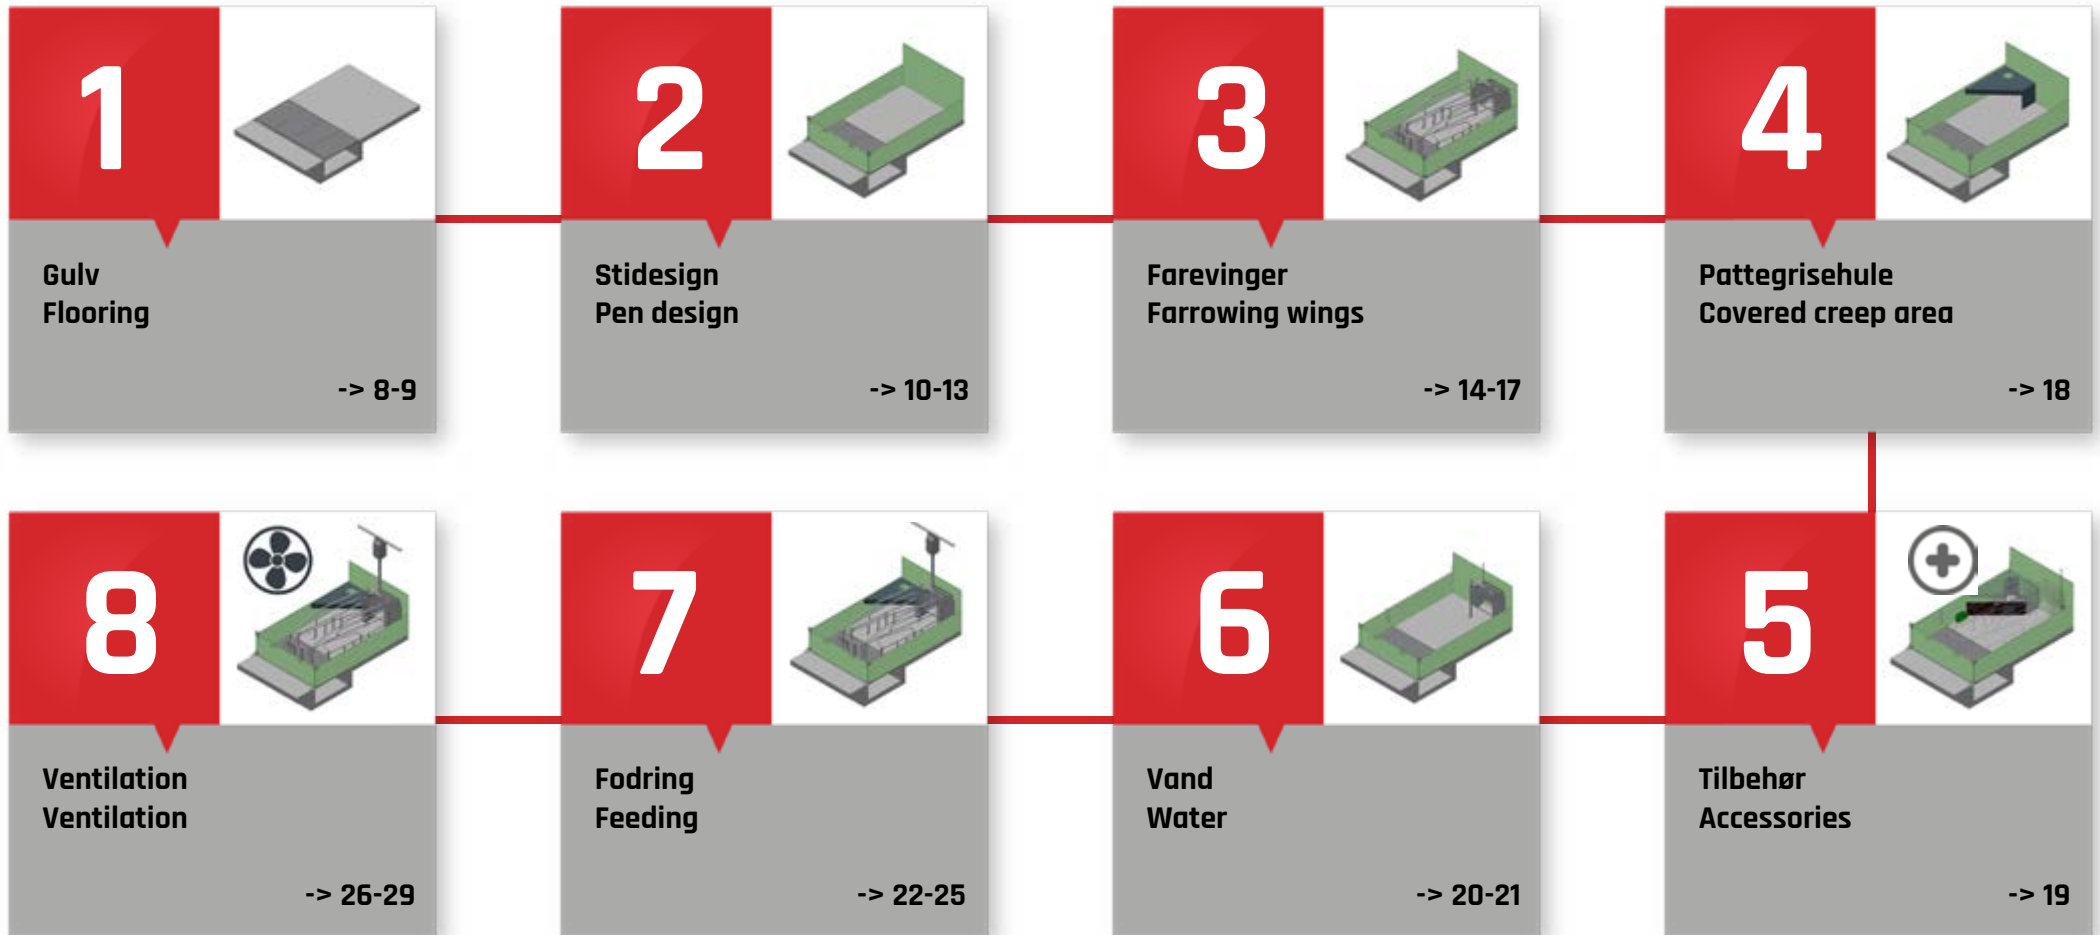 1
Gulv
Flooring
-> 8-9
2
Stidesign
Pen design
-> 10-13
3
Farevinger
Farrowing wings
-> 14-17
4
Pattegrisehule
Covered creep area
-> 18
5
Tilbehør
Accessories
-> 19
6
Vand
Water
-> 20-21
7
Fodring
Feeding
-> 22-25
8
Ventilation
Ventilation
-> 26-29